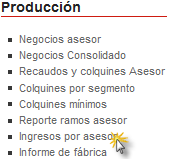 Producción
Negocios asesor
Negocios Consolidado
Recaudos y colquines Asesor
Colquines por segmento
Colquines mínimos
Reporte ramos asesor
Ingresos por asesor
Informe de fábrica